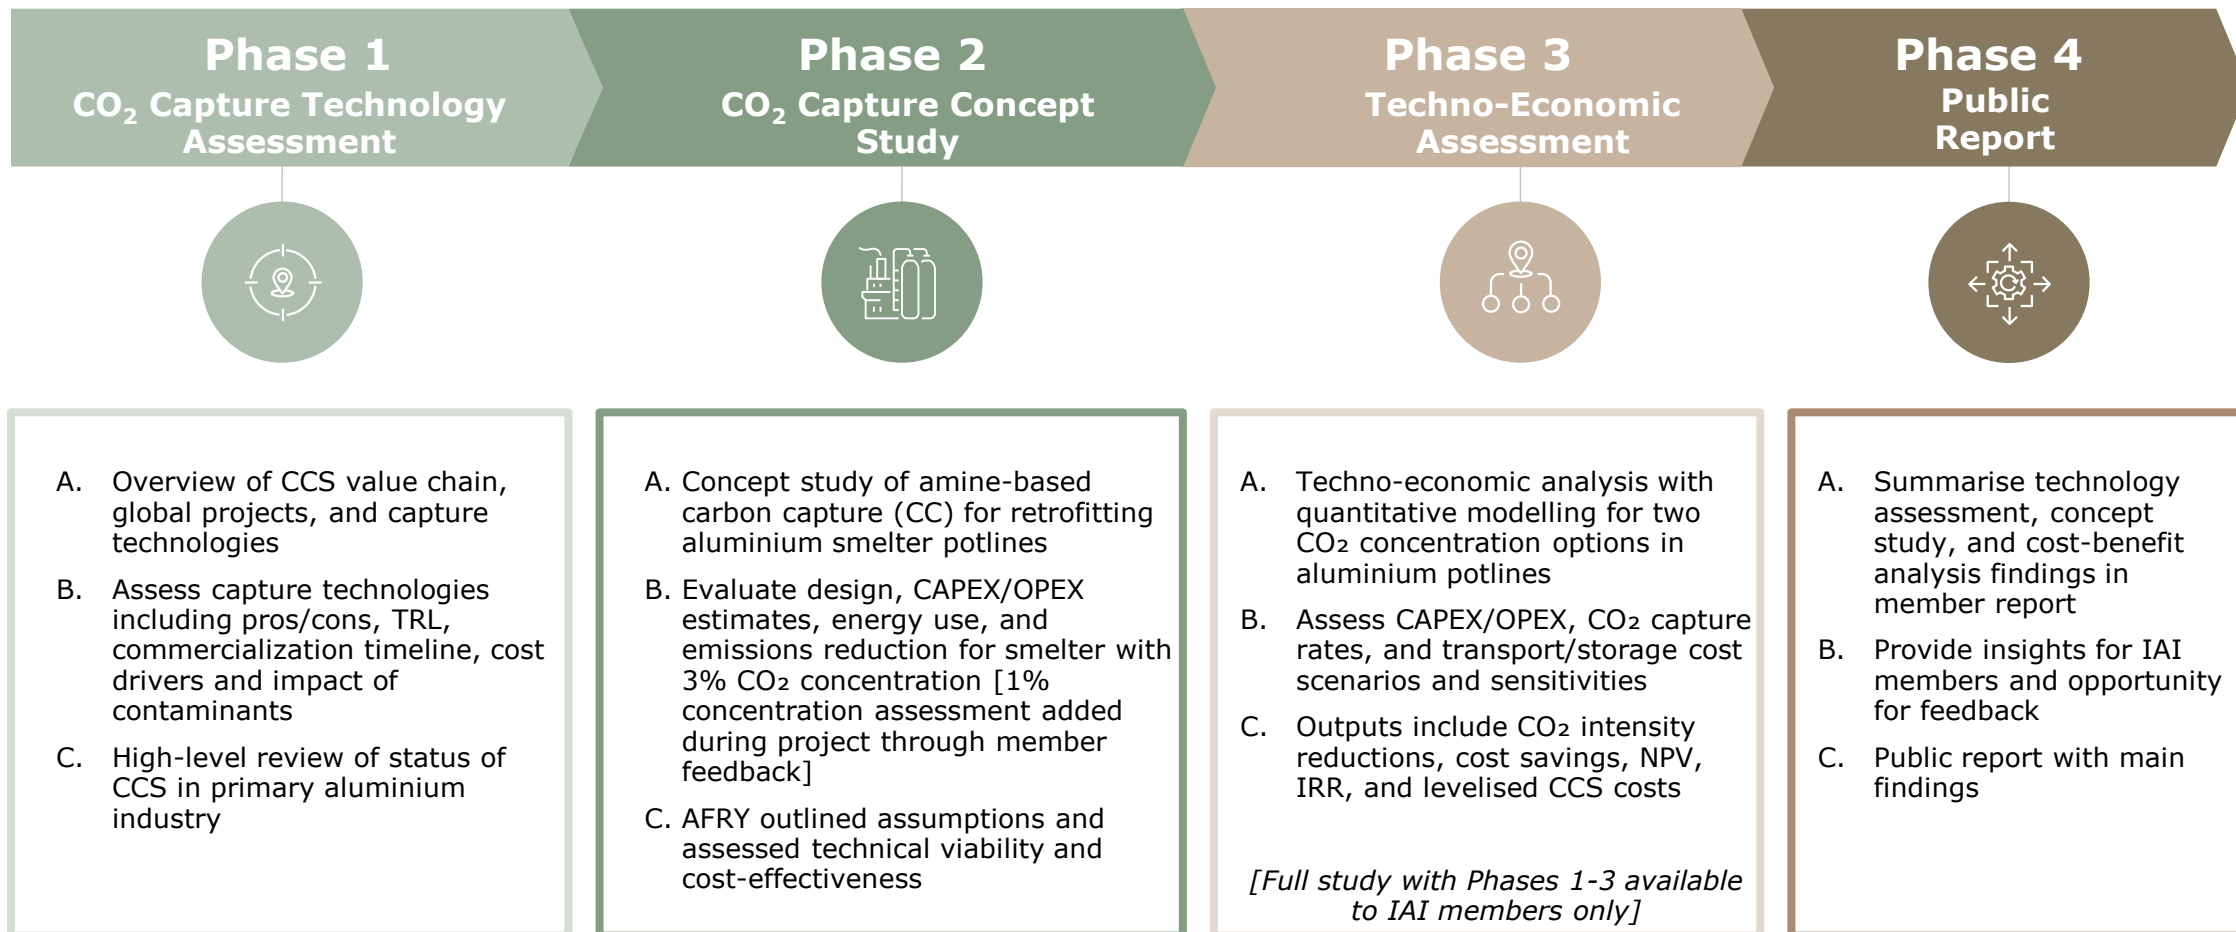 Phase 1
CO₂ Capture Technology
Assessment
Phase 2
CO₂ Capture Concept
Study
Phase 3
Techno-Economic
Assessment
Phase 4
Public
Report
A. Overview of CCS value chain,
global projects, and capture
technologies
B. Assess capture technologies
including pros/cons, TRL,
commercialization timeline, cost
drivers and impact of
contaminants
C. High-level review of status of
CCS in primary aluminium
industry
A. Concept study of amine-based
carbon capture (CC) for retrofitting
aluminium smelter potlines
B. Evaluate design, CAPEX/OPEX
estimates, energy use, and
emissions reduction for smelter with
3% CO₂ concentration [1%
concentration assessment added
during project through member
feedback]
C. AFRY outlined assumptions and
assessed technical viability and
cost-effectiveness
A. Techno-economic analysis with
quantitative modelling for two
CO₂ concentration options in
aluminium potlines
B. Assess CAPEX/OPEX, CO₂ capture
rates, and transport/storage cost
scenarios and sensitivities
C. Outputs include CO₂ intensity
reductions, cost savings, NPV,
IRR, and levelised CCS costs
[Full study with Phases 1-3 available
to IAI members only]
A. Summarise technology
assessment, concept
study, and cost-benefit
analysis findings in
member report
B. Provide insights for IAI
members and opportunity
for feedback
C. Public report with main
findings